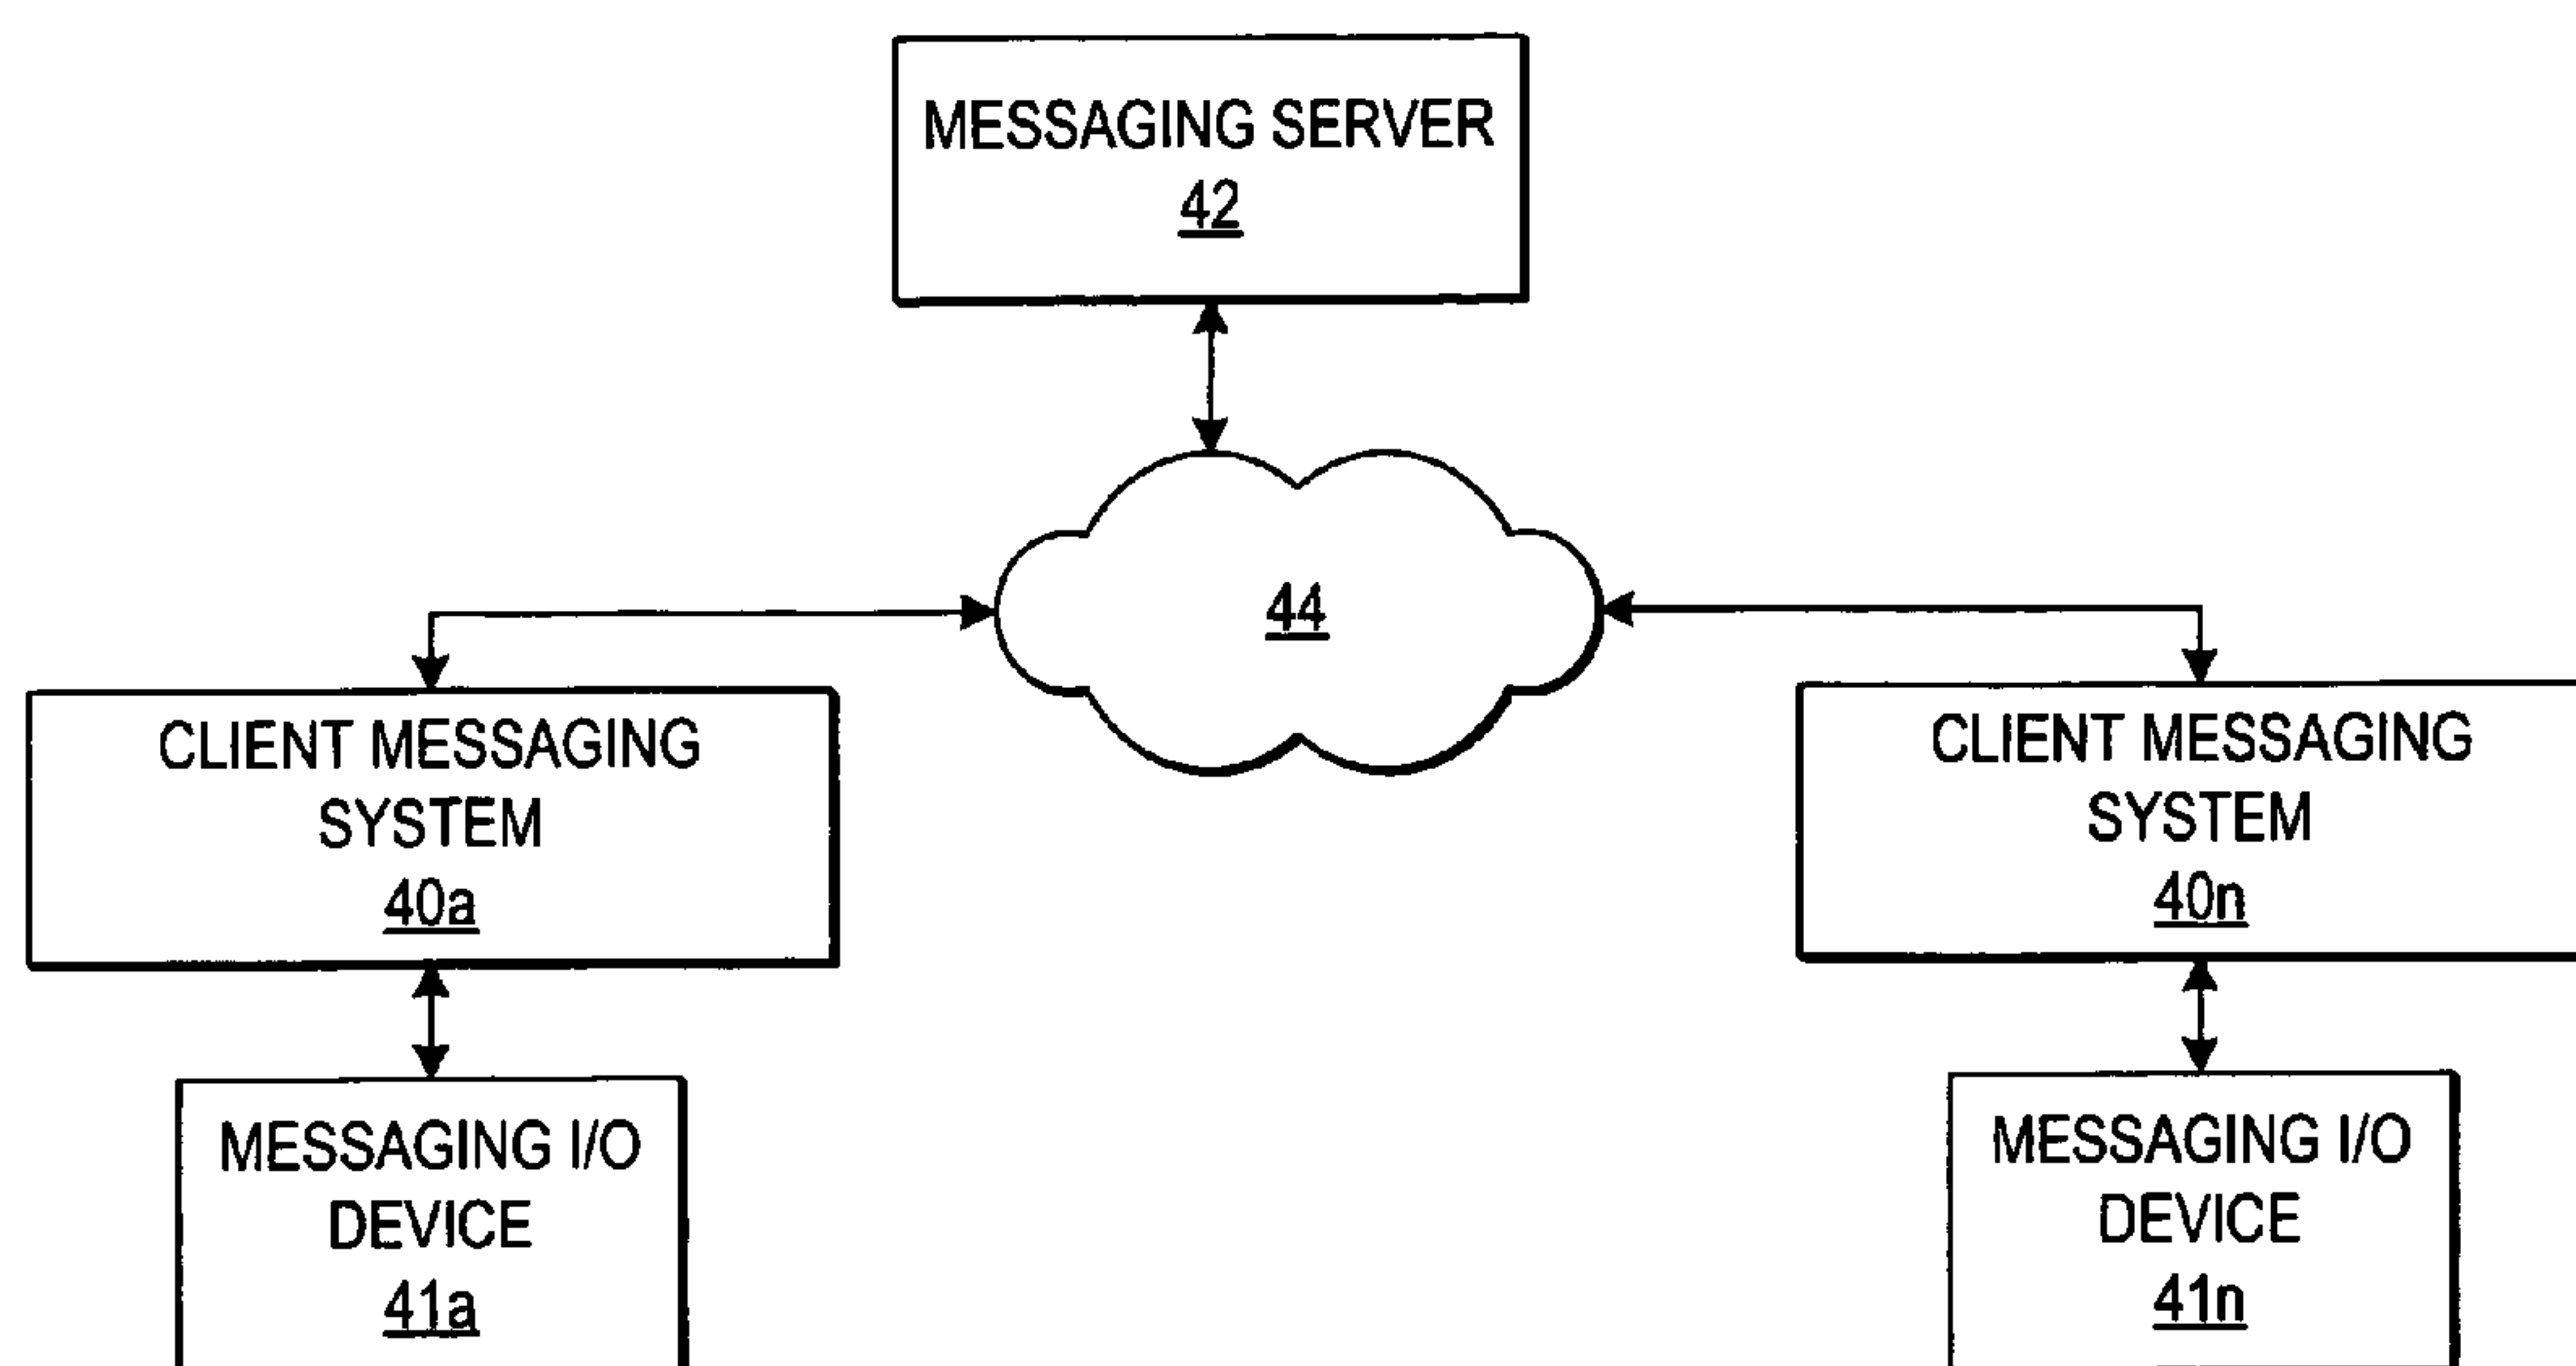 MESSAGING SERVER
42
44
CLIENT MESSAGING
SYSTEM
40a
CLIENT MESSAGING
SYSTEM
40n
MESSAGING I/O
DEVICE
41a
MESSAGING I/O
DEVICE
41n